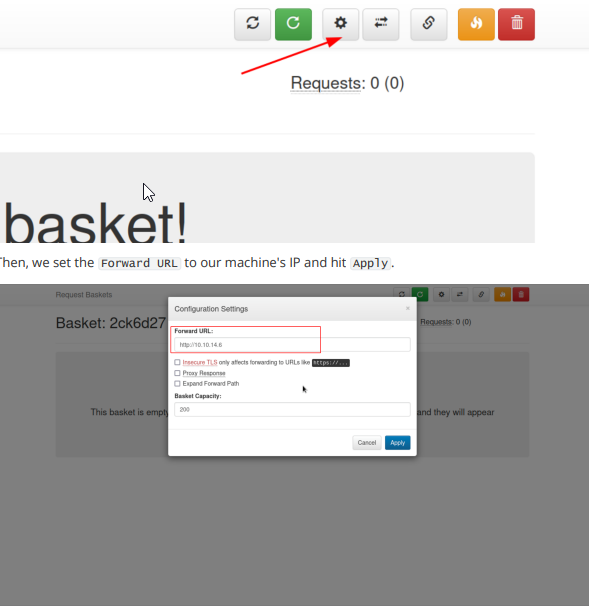 Requests: 0 (0)
basket!
Then, we set the Forward URL to our machine's IP and hit Apply.
Request Baskets
Configuration Settings
×
Basket: 2ck6d27
Requests: 0 (0)
Forward URL:
http://10.10.14.6
Insecure TLS only affects forwarding to URLs like https://...
Proxy Response
Expand Forward Path
Basket Capacity:
200
This basket is empty
and they will appear
Cancel
Apply